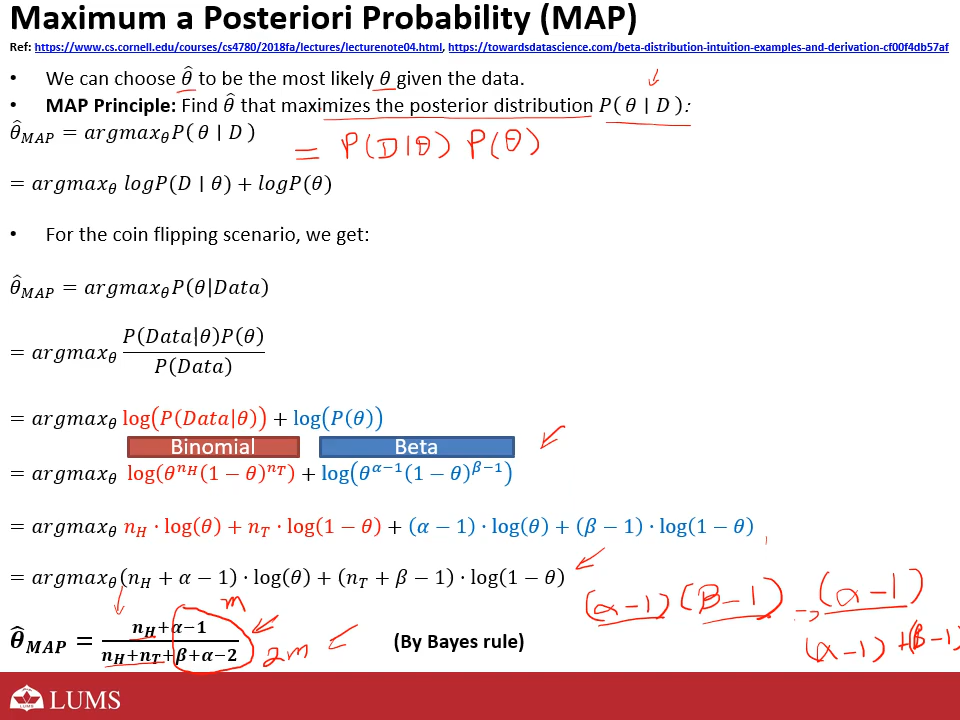 Maximum a Posteriori Probability (MAP)
Ref: https://www.cs.cornell.edu/courses/cs4780/2018fa/lectures/lecturenote04.html, https://towardsdatascience.com/beta-distribution-intuition-examples-and-derivation-cf00f4db57af
• We can choose θ̂ to be the most likely θ given the data.
• MAP Principle: Find θ̂ that maximizes the posterior distribution P( θ ∣ D ):
θ̂_MAP = argmax_θ P( θ ∣ D )
= P(D|θ) P(θ)
= argmax_θ logP(D ∣ θ) + logP(θ)
• For the coin flipping scenario, we get:
θ̂_MAP = argmax_θ P(θ|Data)
= argmax_θ P(Data|θ)P(θ) / P(Data)
= argmax_θ log(P(Data|θ)) + log(P(θ))
Binomial Beta
= argmax_θ log(θ^{n_H}(1 − θ)^{n_T}) + log(θ^{α−1}(1 − θ)^{β−1})
= argmax_θ n_H · log(θ) + n_T · log(1 − θ) + (α − 1) · log(θ) + (β − 1) · log(1 − θ)
= argmax_θ (n_H + α − 1) · log(θ) + (n_T + β − 1) · log(1 − θ)
(α−1) (β−1) => (α−1)
(α−1) + (β−1)
m
θ̂_MAP = n_H+α−1 / n_H+n_T+β+α−2 (By Bayes rule)
2m
LUMS